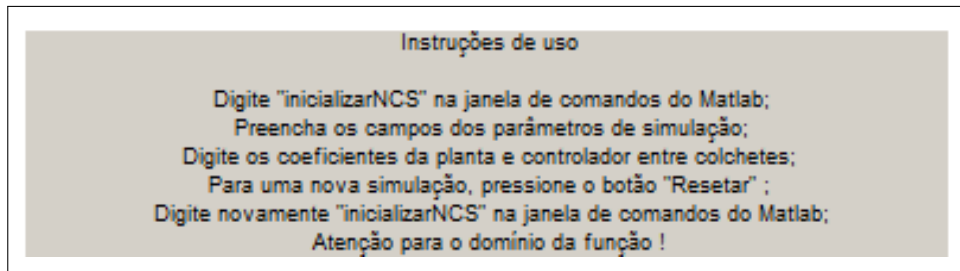 Instruções de uso
Digite "inicializarNCS" na janela de comandos do Matlab;
Preencha os campos dos parâmetros de simulação;
Digite os coeficientes da planta e controlador entre colchetes;
Para uma nova simulação, pressione o botão "Resetar" ;
Digite novamente "inicializarNCS" na janela de comandos do Matlab;
Atenção para o domínio da função !